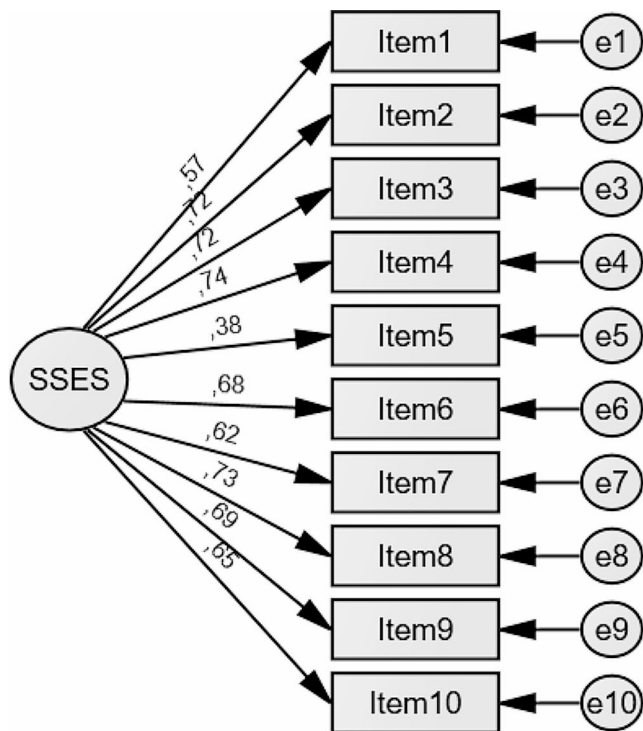 Item1 e1
,57
Item2 e2
,72
Item3 e3
,72
Item4 e4
,74
Item5 e5
,38
SSES
Item6 e6
,68
Item7 e7
,62
Item8 e8
,73
Item9 e9
,69
Item10 e10
,65